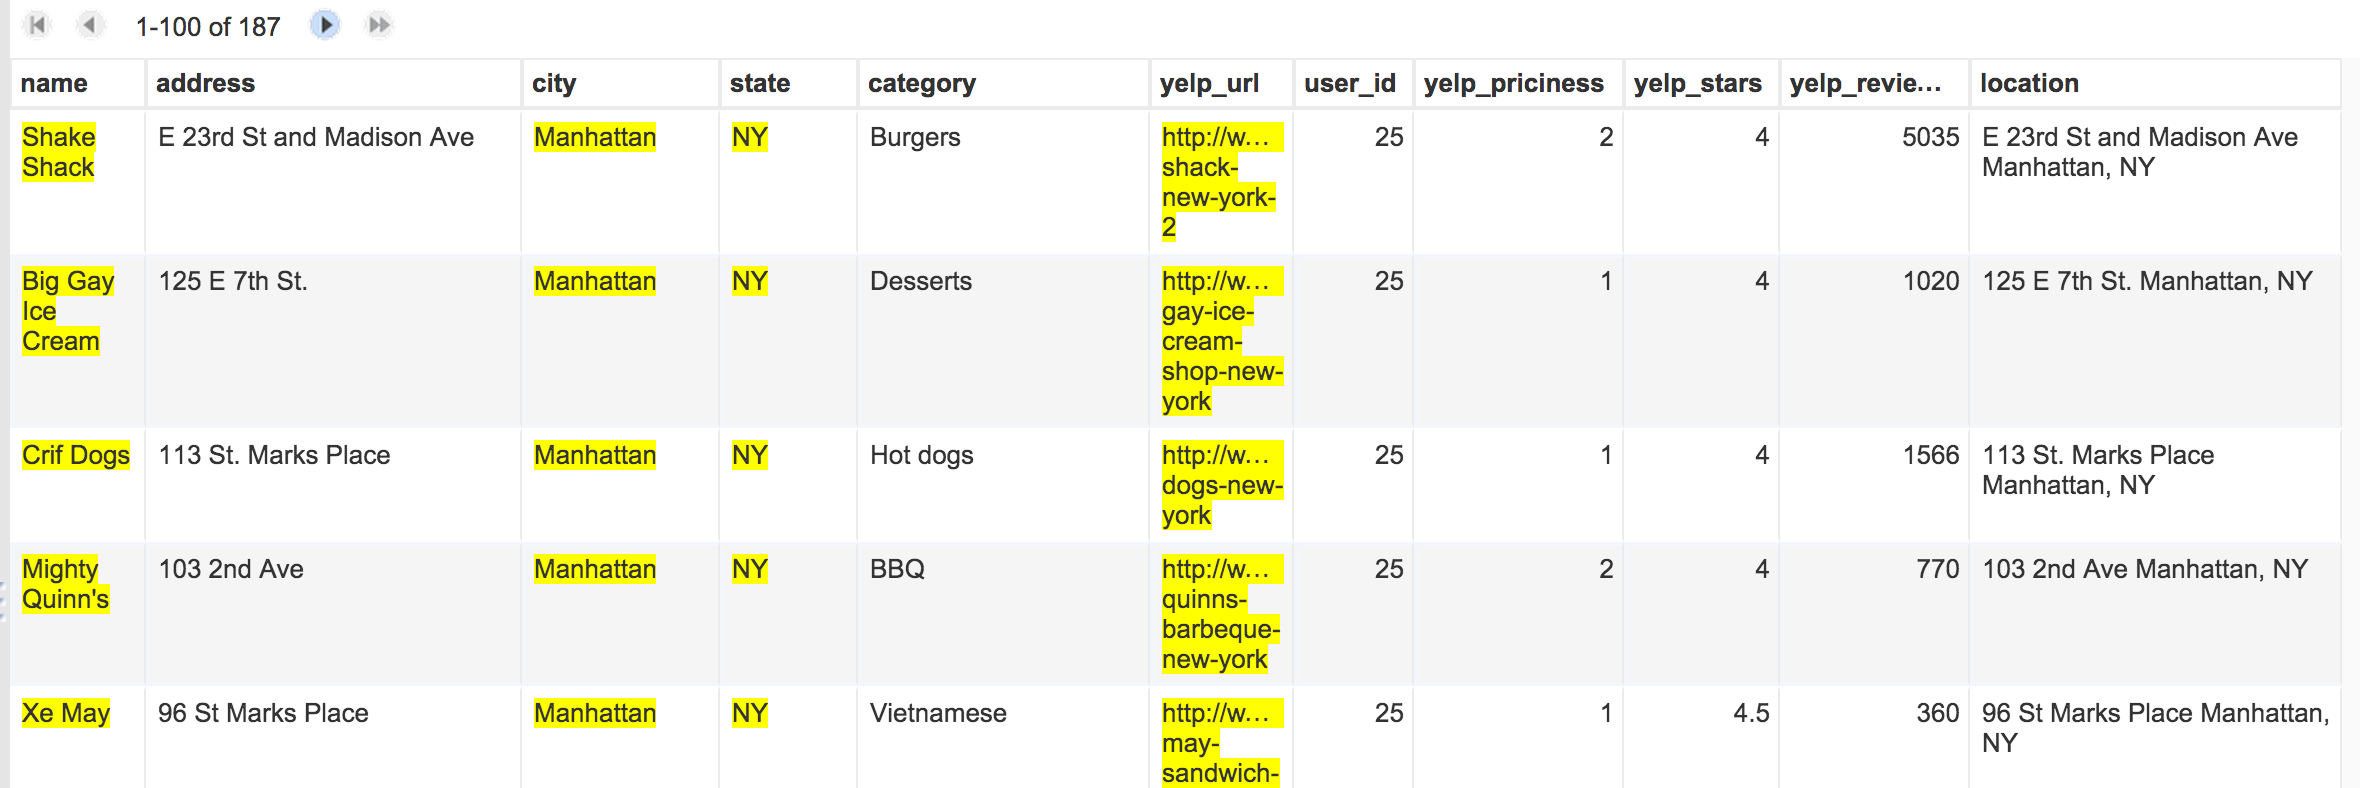 1-100 of 187
name address city state category yelp_url user_id yelp_priciness yelp_stars yelp_revie... location
Shake E 23rd St and Madison Ave Manhattan NY Burgers http://w... 25 2 4 5035 E 23rd St and Madison Ave
Shack shack- Manhattan, NY
new-york-
2
Big Gay 125 E 7th St. Manhattan NY Desserts http://w... 25 1 4 1020 125 E 7th St. Manhattan, NY
Ice gay-ice-
Cream cream-
shop-new-
york
Crif Dogs 113 St. Marks Place Manhattan NY Hot dogs http://w... 25 1 4 1566 113 St. Marks Place
dogs-new- Manhattan, NY
york
Mighty 103 2nd Ave Manhattan NY BBQ http://w... 25 2 4 770 103 2nd Ave Manhattan, NY
Quinn's quinns-
barbeque-
new-york
Xe May 96 St Marks Place Manhattan NY Vietnamese http://w... 25 1 4.5 360 96 St Marks Place Manhattan,
may- NY
sandwich-